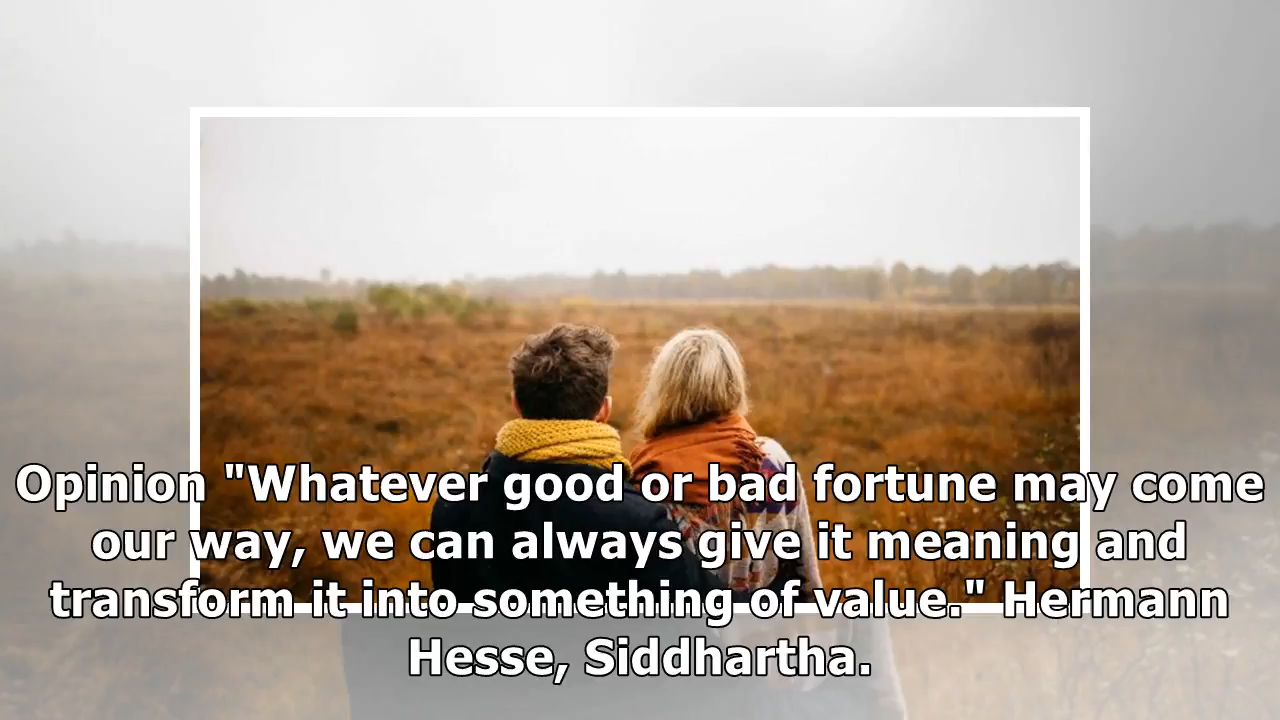 Opinion "Whatever good or bad fortune may come
our way, we can always give it meaning and
transform it into something of value." Hermann
Hesse, Siddhartha.